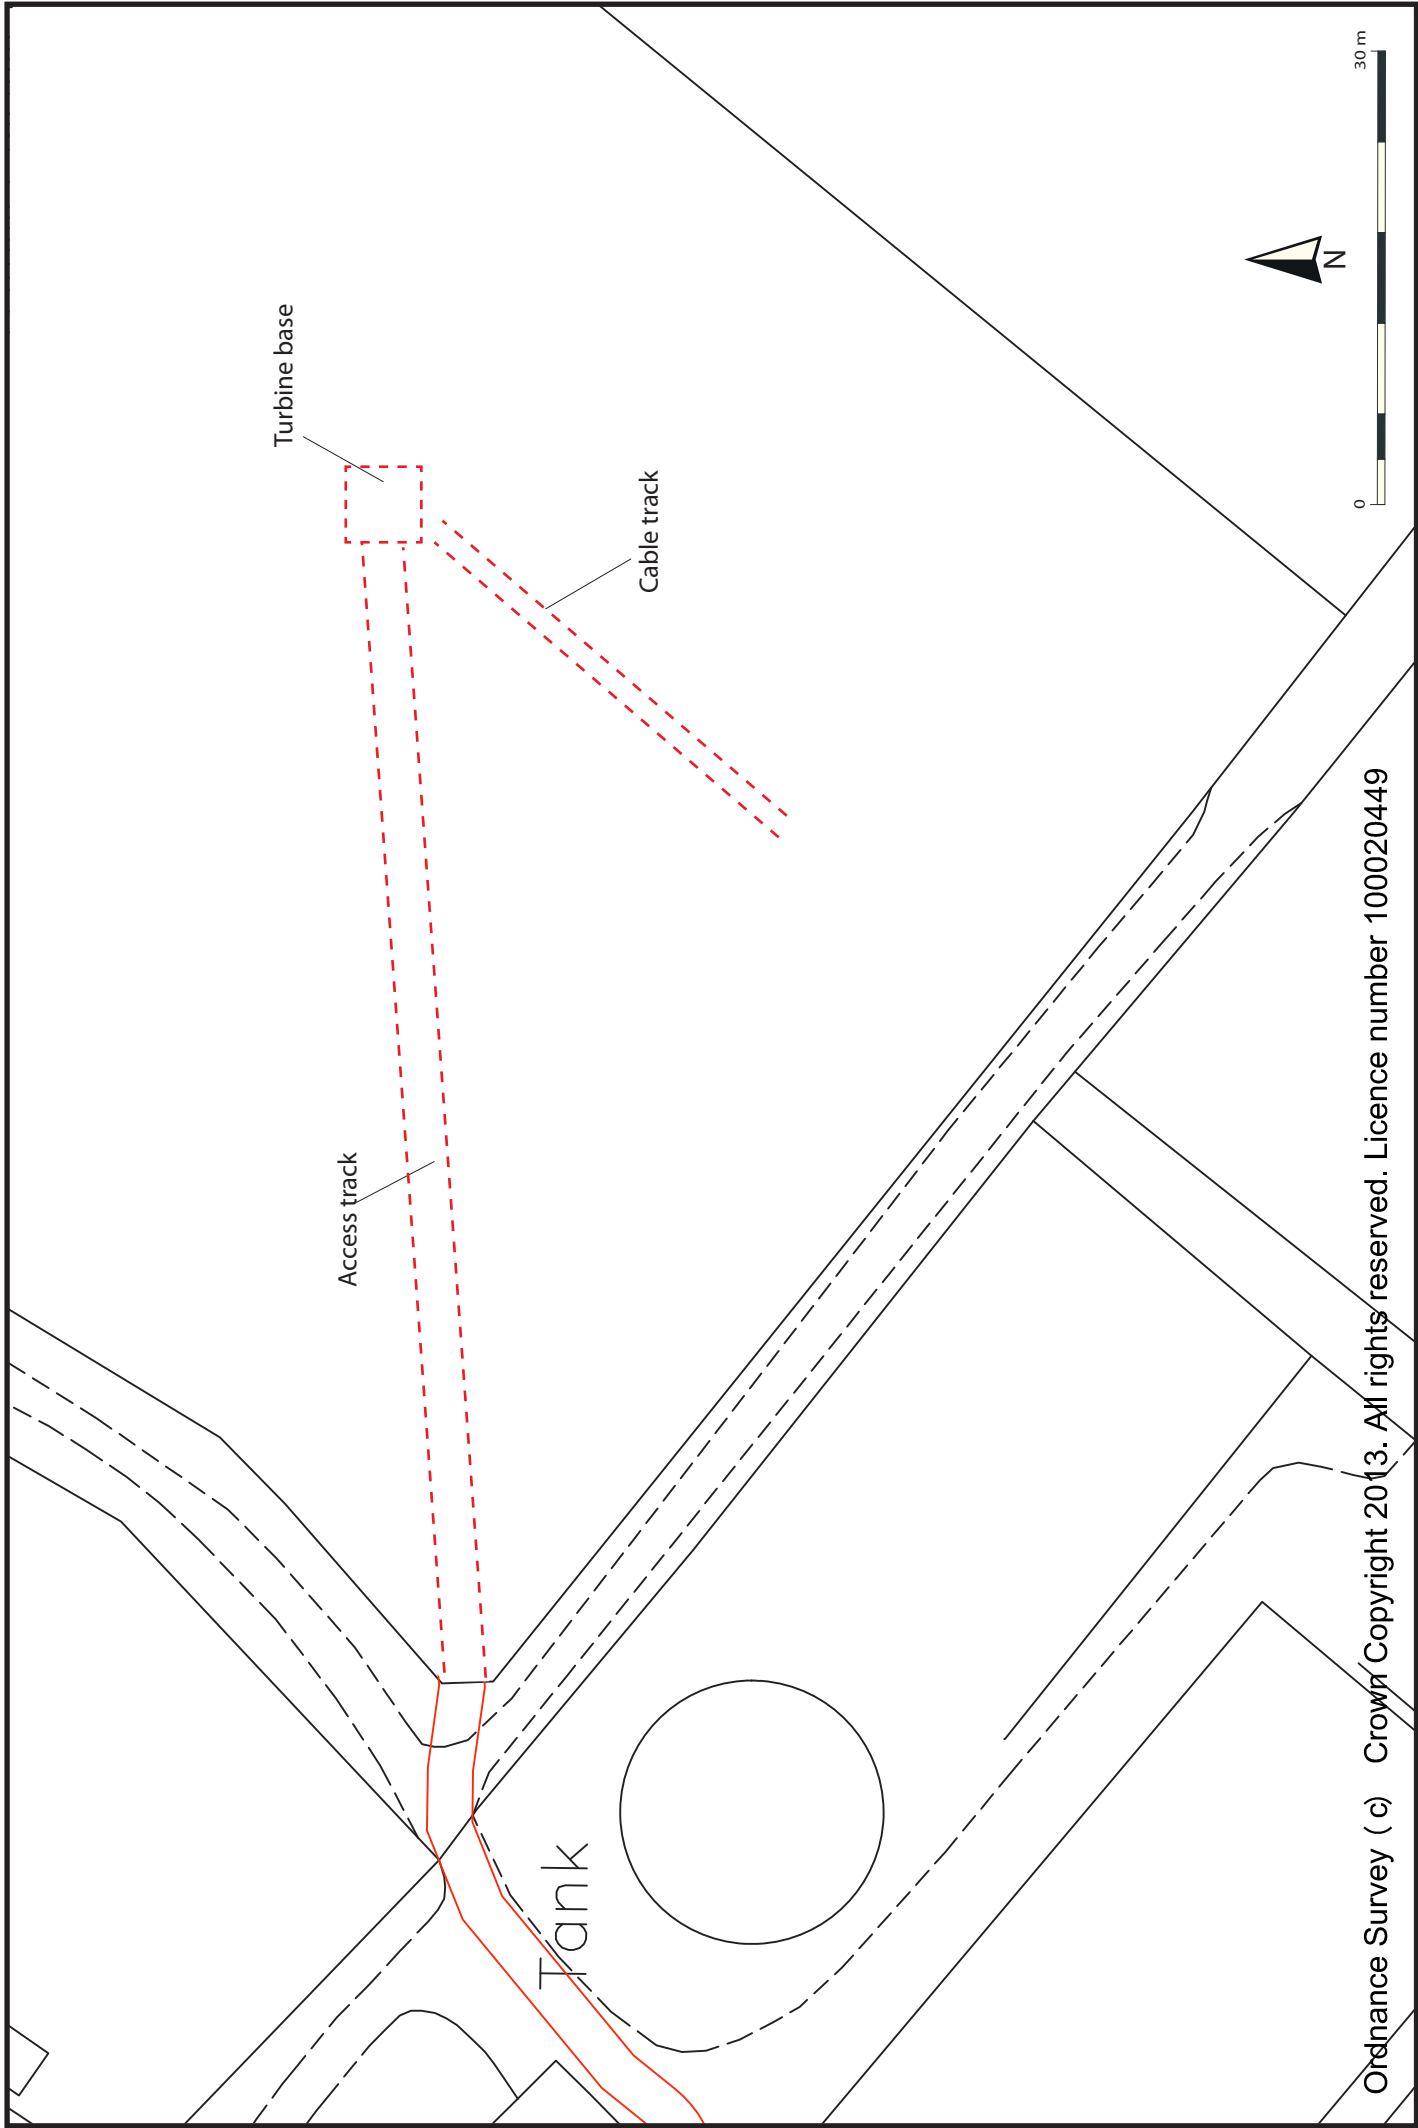 Turbine base
Access track
Cable track
Tank
N
0
30 m
Ordnance Survey (c) Crown Copyright 2013. All rights reserved. Licence number 100020449